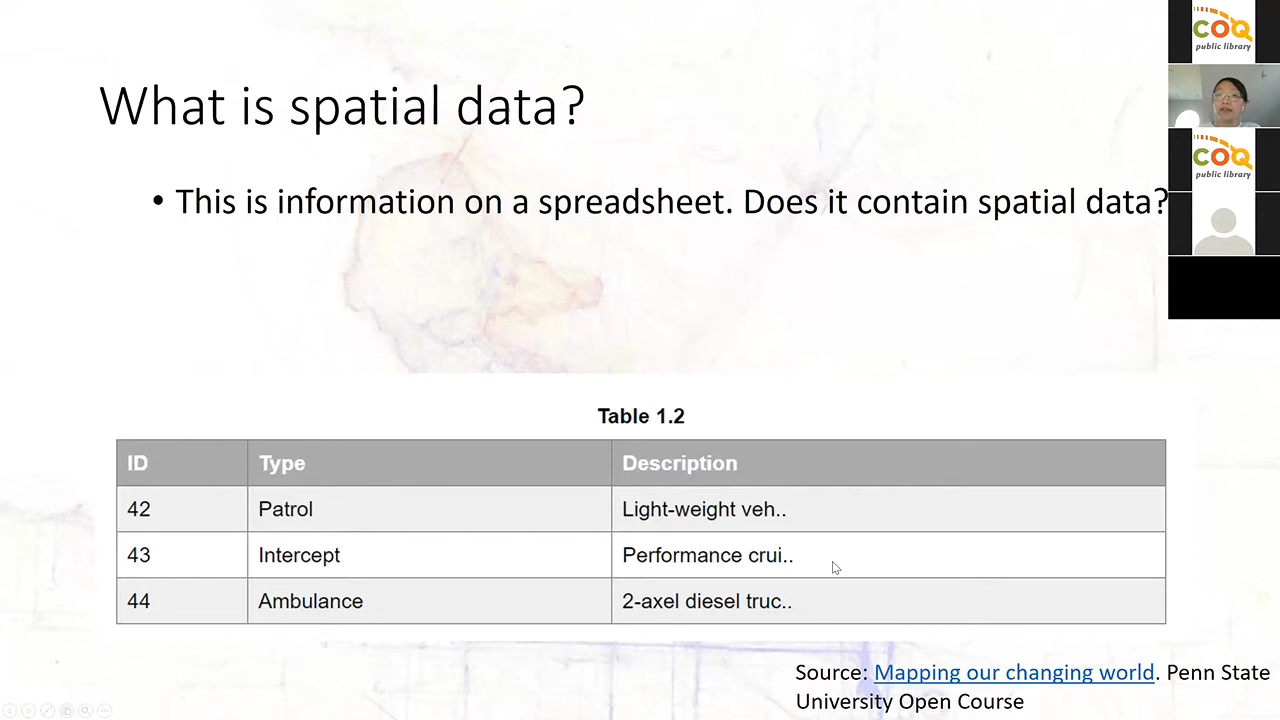 What is spatial data?
• This is information on a spreadsheet. Does it contain spatial data?
Table 1.2
ID Type Description
42 Patrol Light-weight veh..
43 Intercept Performance crui..
44 Ambulance 2-axel diesel truc..
Source: Mapping our changing world. Penn State
University Open Course
COQ
public library
COQ
public library